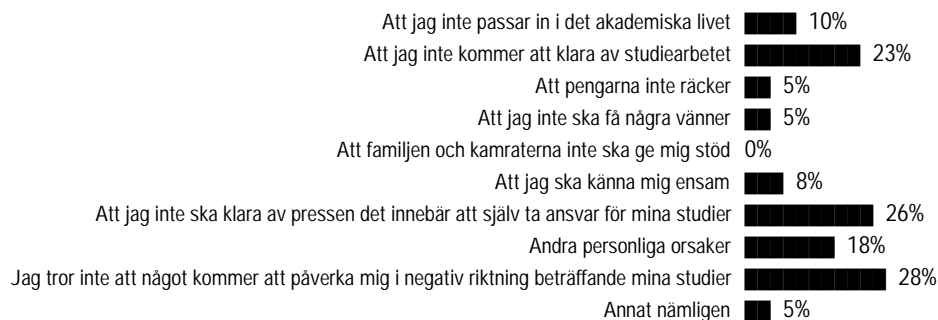 Att jag inte passar in i det akademiska livet 10%
Att jag inte kommer att klara av studiearbetet 23%
Att pengarna inte räcker 5%
Att jag inte ska få några vänner 5%
Att familjen och kamraterna inte ska ge mig stöd 0%
Att jag ska känna mig ensam 8%
Att jag inte ska klara av pressen det innebär att själv ta ansvar för mina studier 26%
Andra personliga orsaker 18%
Jag tror inte att något kommer att påverka mig i negativ riktning beträffande mina studier 28%
Annat nämligen 5%